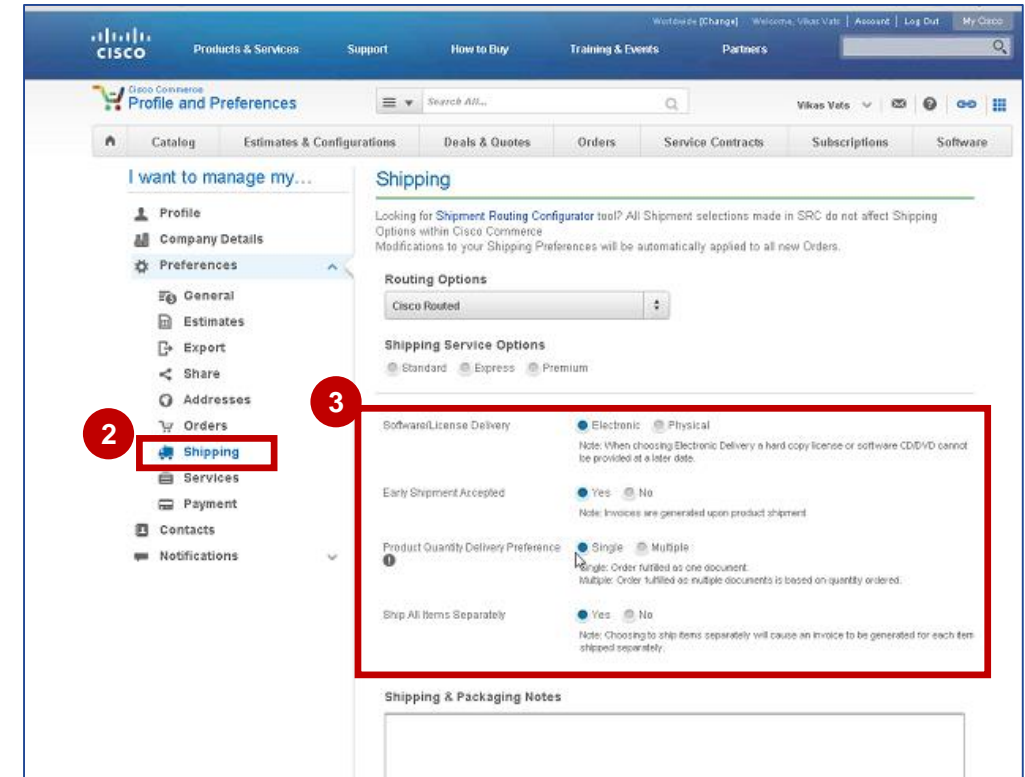 Worldwide [Change] Welcome, Vikas Vats | Account | Log Out My Cisco
CISCO Products & Services Support How to Buy Training & Events Partners
Cisco Commerce
Profile and Preferences Search All... Vikas Vats
Catalog Estimates & Configurations Deals & Quotes Orders Service Contracts Subscriptions Software
I want to manage my...
Profile
Company Details
Preferences
General
Estimates
Export
Share
Addresses
Orders
2 Shipping
Services
Payment
Contacts
Notifications
Shipping
Looking for Shipment Routing Configurator tool? All Shipment selections made in SRC do not affect Shipping
Options within Cisco Commerce
Modifications to your Shipping Preferences will be automatically applied to all new Orders.
Routing Options
Cisco Routed
Shipping Service Options
Standard Express Premium
3
Software/License Delivery Electronic Physical
Note: When choosing Electronic Delivery a hard copy license or software CD/DVD cannot
be provided at a later date.
Early Shipment Accepted Yes No
Note: Invoices are generated upon product shipment
Product Quantity Delivery Preference Single Multiple
Single: Order fulfilled as one document.
Multiple: Order fulfilled as multiple documents is based on quantity ordered.
Ship All Items Separately Yes No
Note: Choosing to ship items separately will cause an invoice to be generated for each item
shipped separately.
Shipping & Packaging Notes